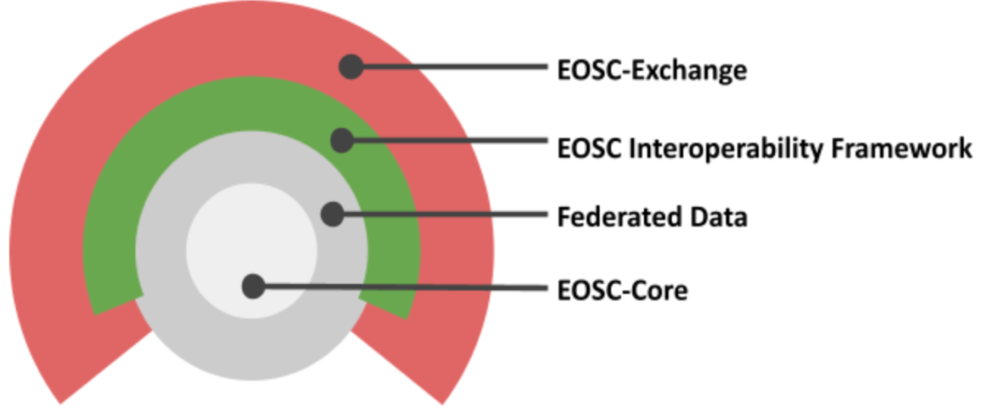 EOSC-Exchange
EOSC Interoperability Framework
Federated Data
EOSC-Core